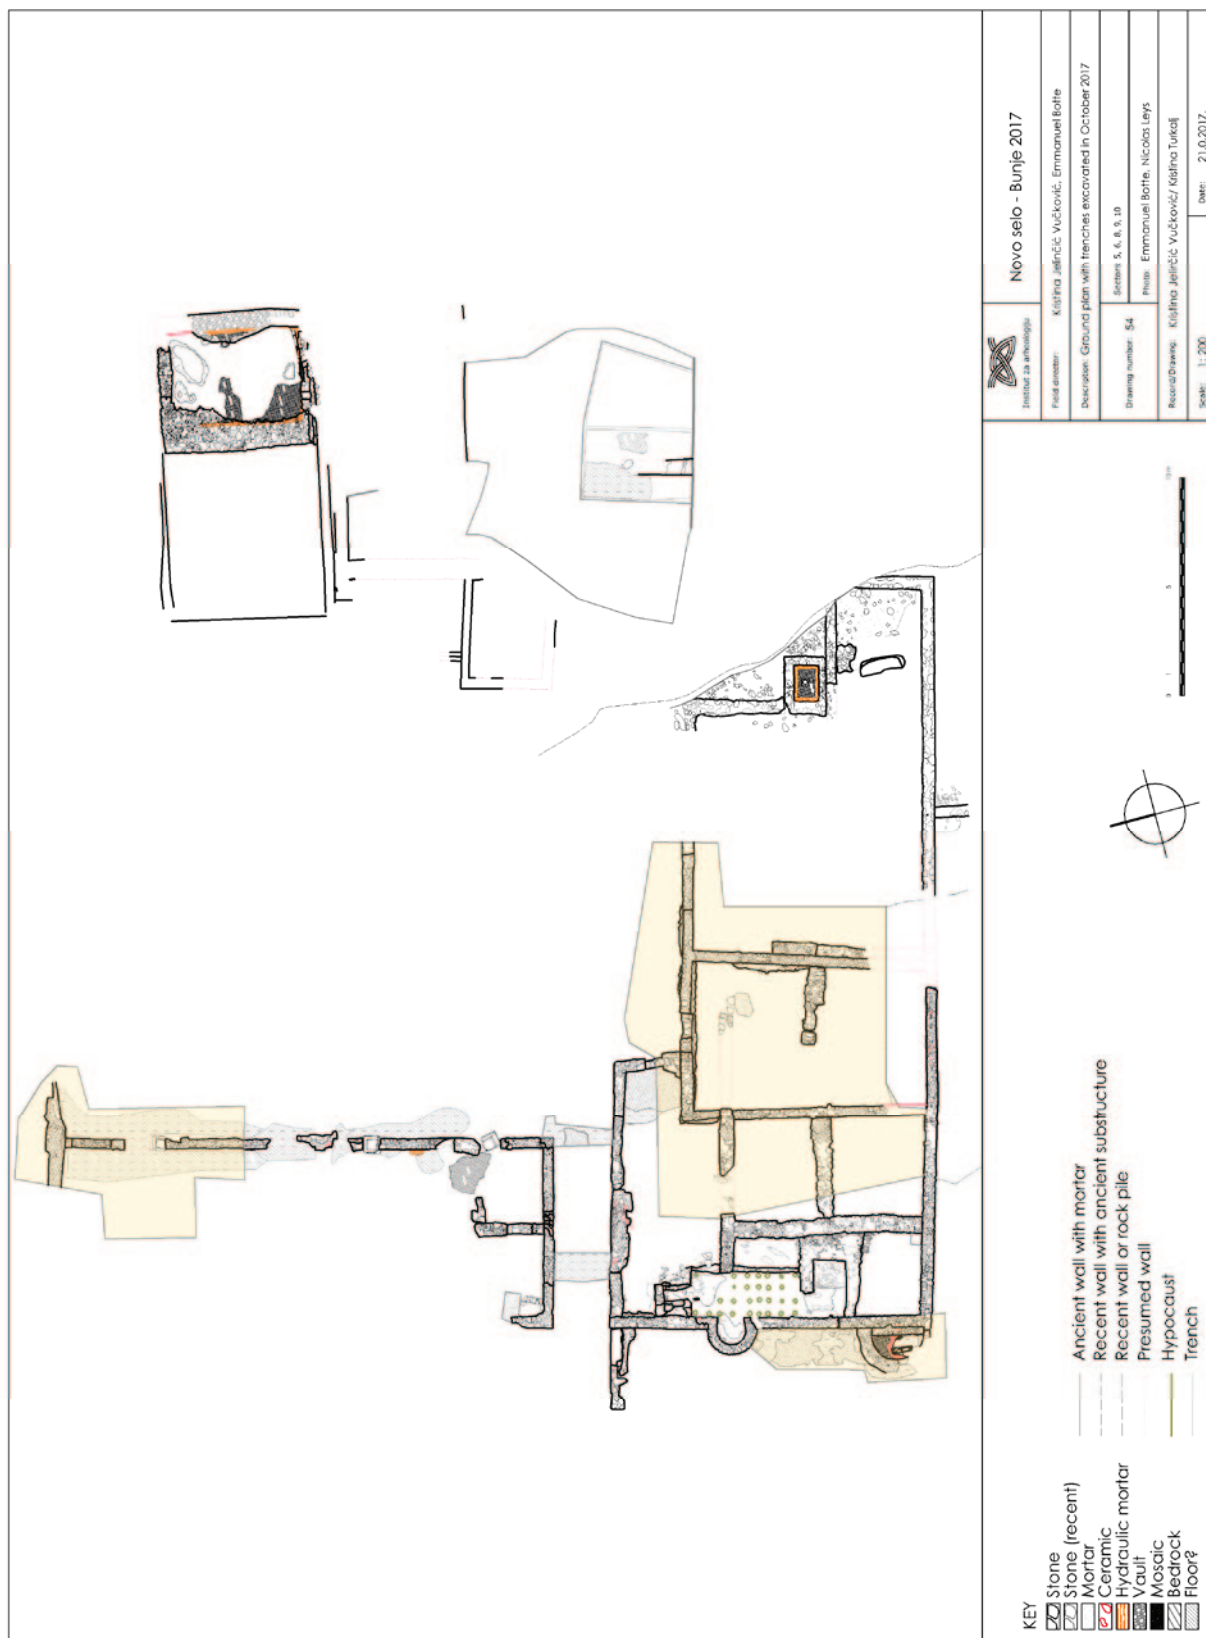 Novo selo - Bunje 2017
Institut za arheologiju
Field director: Kristina Jelinčić Vučković, Emmanuel Botte
Description: Ground plan with trenches excavated in October 2017
Drawing number: 54
Sectors 5, 6, 8, 9, 10
Photo: Emmanuel Botte, Nicolas Leys
Record/Drawing: Kristina Jelinčić Vučković/ Kristina Turkalj
Scale: 1: 200
Date: 21.0.2017.
0 1 5 10 m
KEY
Stone
Stone (recent)
Mortar
Ceramic
Hydraulic mortar
Vault
Mosaic
Bedrock
Floor?
Ancient wall with mortar
Recent wall with ancient substructure
Recent wall or rock pile
Presumed wall
Hypocaust
Trench